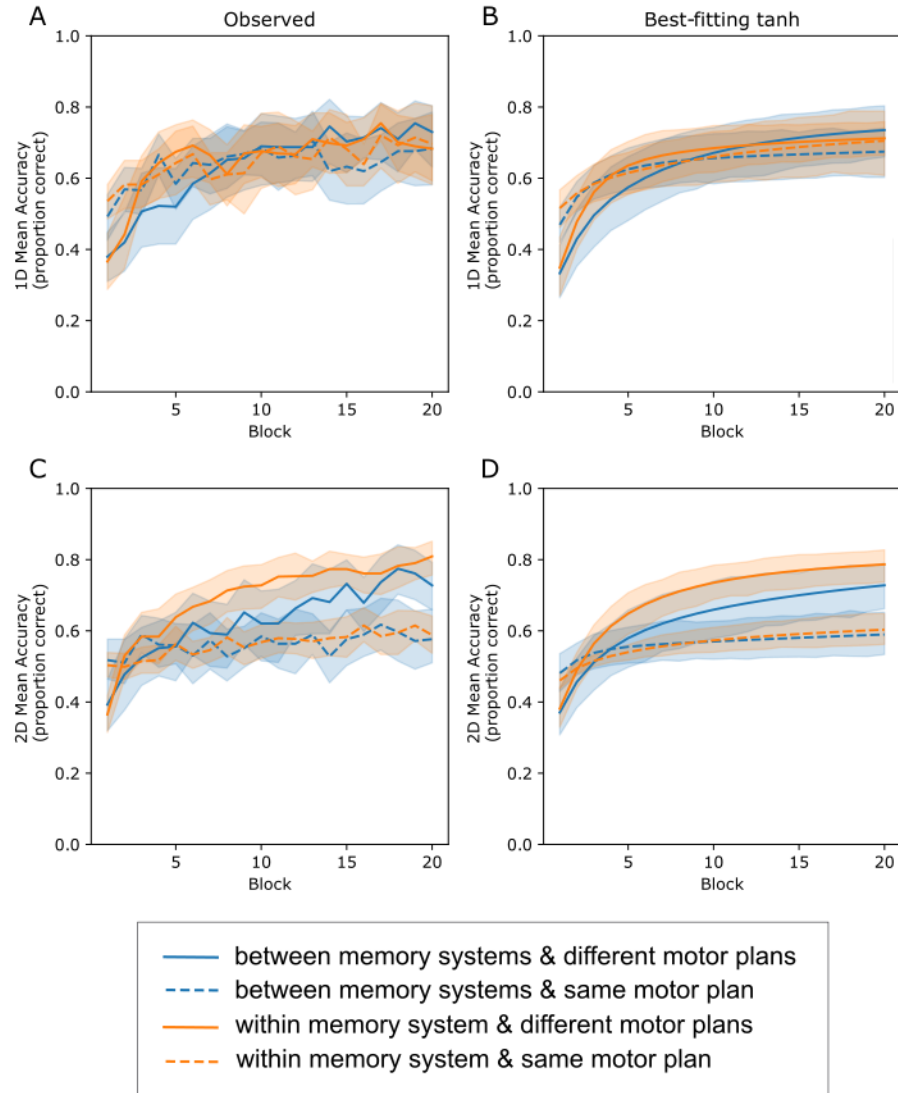 A
Observed
B
Best-fitting tanh
1D Mean Accuracy
(proportion correct)
1.0
0.8
0.6
0.4
0.2
0.0
5
10
15
20
Block
1D Mean Accuracy
(proportion correct)
1.0
0.8
0.6
0.4
0.2
0.0
5
10
15
20
Block
C
D
2D Mean Accuracy
(proportion correct)
1.0
0.8
0.6
0.4
0.2
0.0
5
10
15
20
Block
2D Mean Accuracy
(proportion correct)
1.0
0.8
0.6
0.4
0.2
0.0
5
10
15
20
Block
between memory systems & different motor plans
between memory systems & same motor plan
within memory system & different motor plans
within memory system & same motor plan